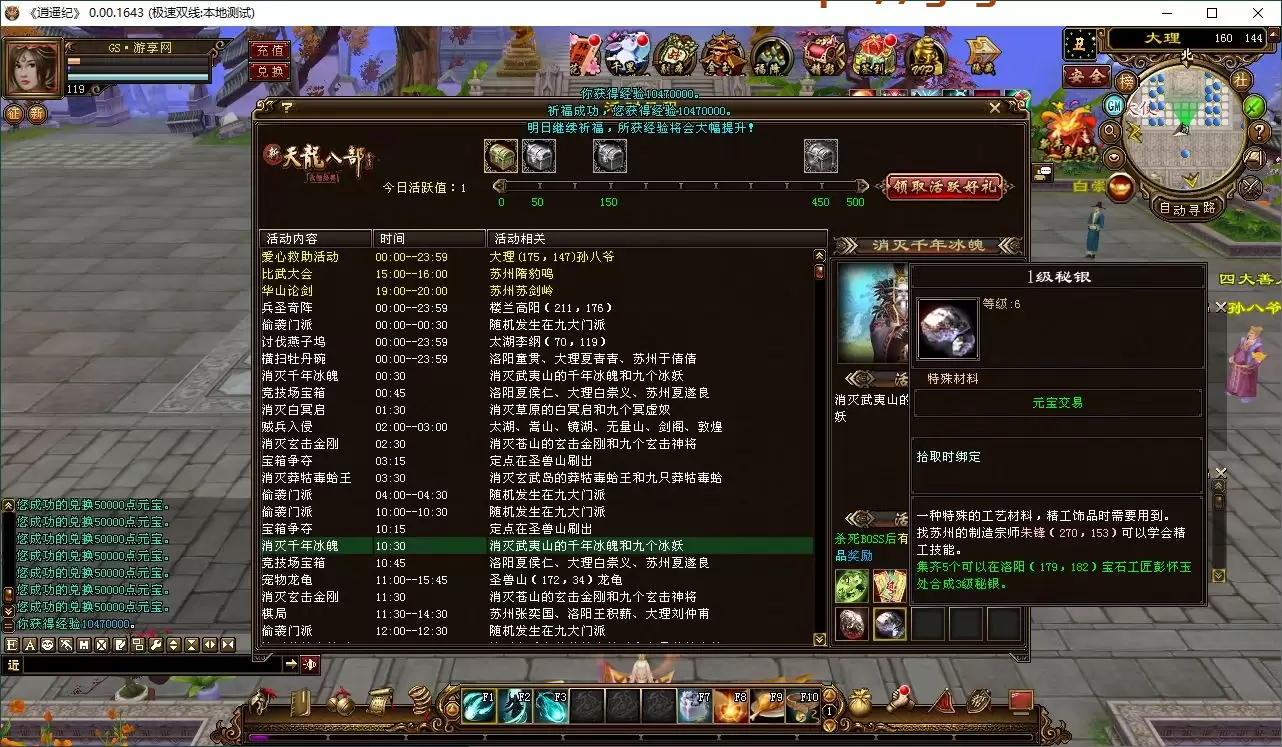 《逍遥纪》 0.00.1643 (极速双线:本地测试)
GS·游享网
119
充值
兑换
大理 160 144
安全
你获得经验10470000。
祈福成功,您获得经验10470000。
明日继续祈福,所获经验将会大幅提升!
?
新天龍八部
今日活跃值:1
0 50 150 450 500
领取活跃好礼
自动寻路
活动内容 时间 活动相关
爱心救助活动 00:00--23:59 大理(175,147)孙八爷
比武大会 15:00--16:00 苏州隋豹鸣
华山论剑 19:00--20:00 苏州苏剑岭
兵圣奇阵 00:00--23:59 楼兰高阳(211,176)
偷袭门派 00:00--00:30 随机发生在九大门派
讨伐燕子坞 00:00--23:59 太湖李纲(70,119)
横扫牡丹碗 00:00--23:59 洛阳童贯、大理夏青青、苏州于倩倩
消灭千年冰魄 00:30 消灭武夷山的千年冰魄和九个冰妖
竞技场宝箱 00:45 洛阳夏侯仁、大理白崇义、苏州夏遂良
消灭白冥启 01:30 消灭草原的白冥启和九个冥虚奴
贼兵入侵 02:00--03:00 太湖、嵩山、镜湖、无量山、剑阁、敦煌
消灭玄击金刚 02:30 消灭苍山的玄击金刚和九个玄击神将
宝箱争夺 03:15 定点在圣兽山刷出
消灭莽牯毒蛤王 03:30 消灭玄武岛的莽牯毒蛤王和九只莽牯毒蛤
偷袭门派 04:00--04:30 随机发生在九大门派
偷袭门派 10:00--10:30 随机发生在九大门派
宝箱争夺 10:15 定点在圣兽山刷出
消灭千年冰魄 10:30 消灭武夷山的千年冰魄和九个冰妖
竞技场宝箱 10:45 洛阳夏侯仁、大理白崇义、苏州夏遂良
宠物龙龟 11:00--15:45 圣兽山(172,34)龙龟
消灭玄击金刚 11:30 消灭苍山的玄击金刚和九个玄击神将
棋局 11:30--14:30 苏州张奕国、洛阳王积薪、大理刘仲甫
偷袭门派 12:00--12:30 随机发生在九大门派
消灭千年冰魄
消灭武夷山的
妖
杀死BOSS后有
品奖励
1级秘银
等级:6
特殊材料
元宝交易
拾取时绑定
一种特殊的工艺材料,精工饰品时需要用到。
找苏州的制造宗师朱锋(270,153)可以学会精
工技能。
集齐5个可以在洛阳(179,182)宝石工匠彭怀玉
处合成3级秘银。
白崇
四大善
孙八爷
您成功的兑换50000点元宝。
您成功的兑换50000点元宝。
您成功的兑换50000点元宝。
您成功的兑换50000点元宝。
您成功的兑换50000点元宝。
您成功的兑换50000点元宝。
您成功的兑换50000点元宝。
你获得经验10470000。
近
F1 F2 F3 F7 F8 F9 F10
1